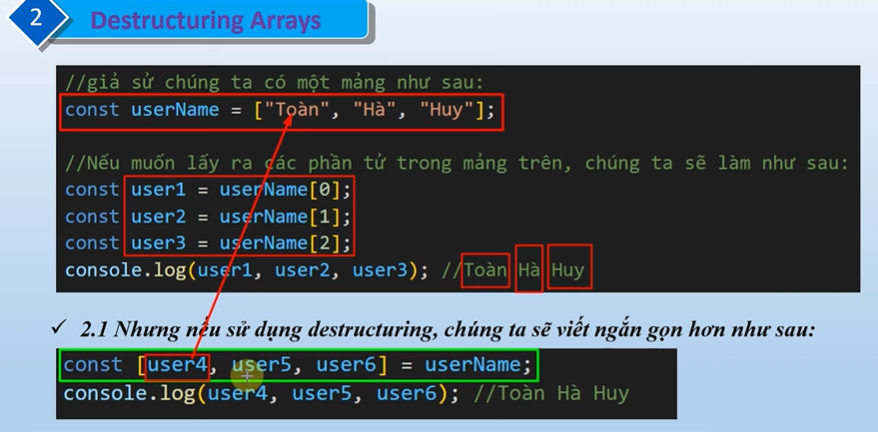 2
Destructuring Arrays
//giả sử chúng ta có một mảng như sau:
const userName = ["Toàn", "Hà", "Huy"];
//Nếu muốn lấy ra các phần tử trong mảng trên, chúng ta sẽ làm như sau:
const user1 = userName[0];
const user2 = userName[1];
const user3 = userName[2];
console.log(user1, user2, user3); //Toàn Hà Huy
✓ 2.1 Nhưng nếu sử dụng destructuring, chúng ta sẽ viết ngắn gọn hơn như sau:
const [user4, user5, user6] = userName;
console.log(user4, user5, user6); //Toàn Hà Huy